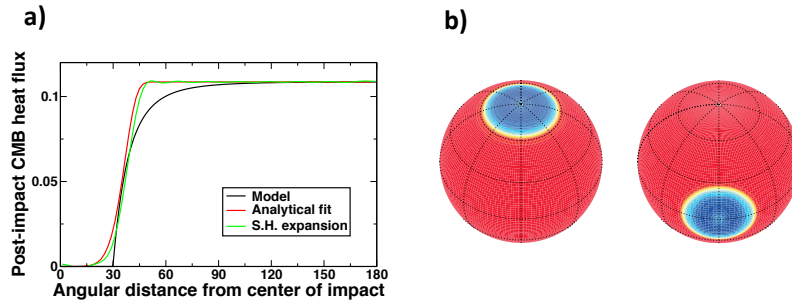 a)
b)
Post-impact CMB heat flux
0.1
0.05
0
Model
Analytical fit
S.H. expansion
0 30 60 90 120 150 180
Angular distance from center of impact